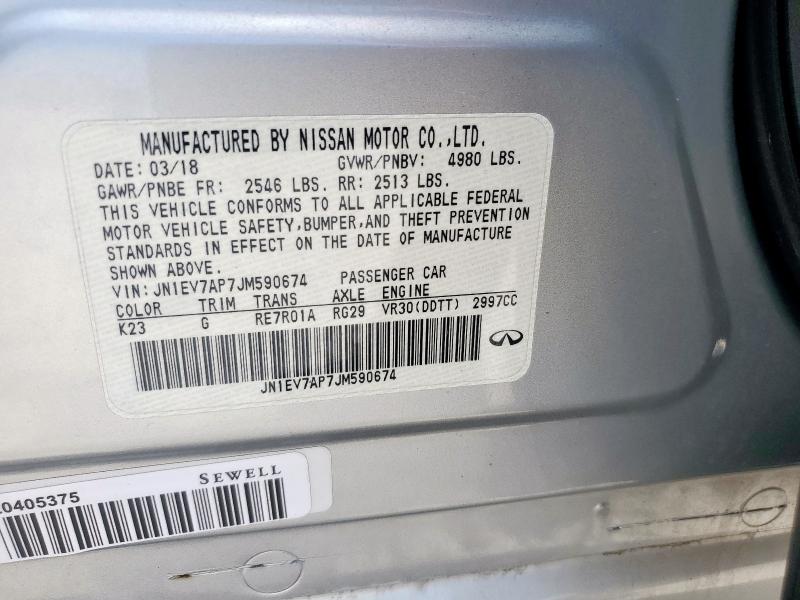 MANUFACTURED BY NISSAN MOTOR CO.,LTD.
DATE: 03/18 GVWR/PNBV: 4980 LBS.
GAWR/PNBE FR: 2546 LBS. RR: 2513 LBS.
THIS VEHICLE CONFORMS TO ALL APPLICABLE FEDERAL
MOTOR VEHICLE SAFETY,BUMPER,AND THEFT PREVENTION
STANDARDS IN EFFECT ON THE DATE OF MANUFACTURE
SHOWN ABOVE.
VIN: JN1EV7AP7JM590674 PASSENGER CAR
COLOR TRIM TRANS AXLE ENGINE
K23 G RE7R01A RG29 VR30(DDTT) 2997CC
JN1EV7AP7JM590674
SEWELL
0405375